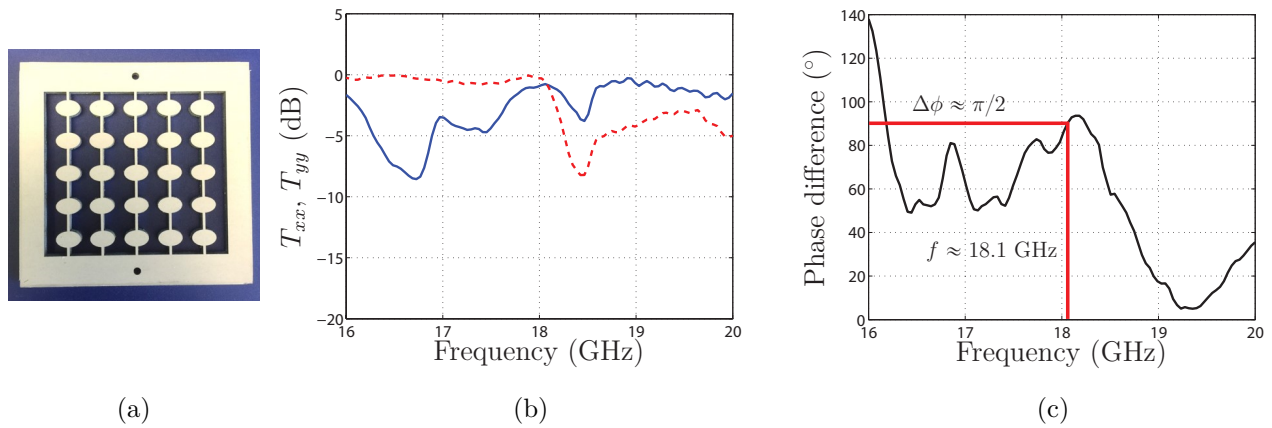 5
0
−5
−10
−15
−20
16
17
18
19
20
T_{xx}, T_{yy} (dB)
Frequency (GHz)
140
120
100
80
60
40
20
0
16
17
18
19
20
Phase difference (°)
Δϕ ≈ π/2
f ≈ 18.1 GHz
Frequency (GHz)
(a)
(b)
(c)